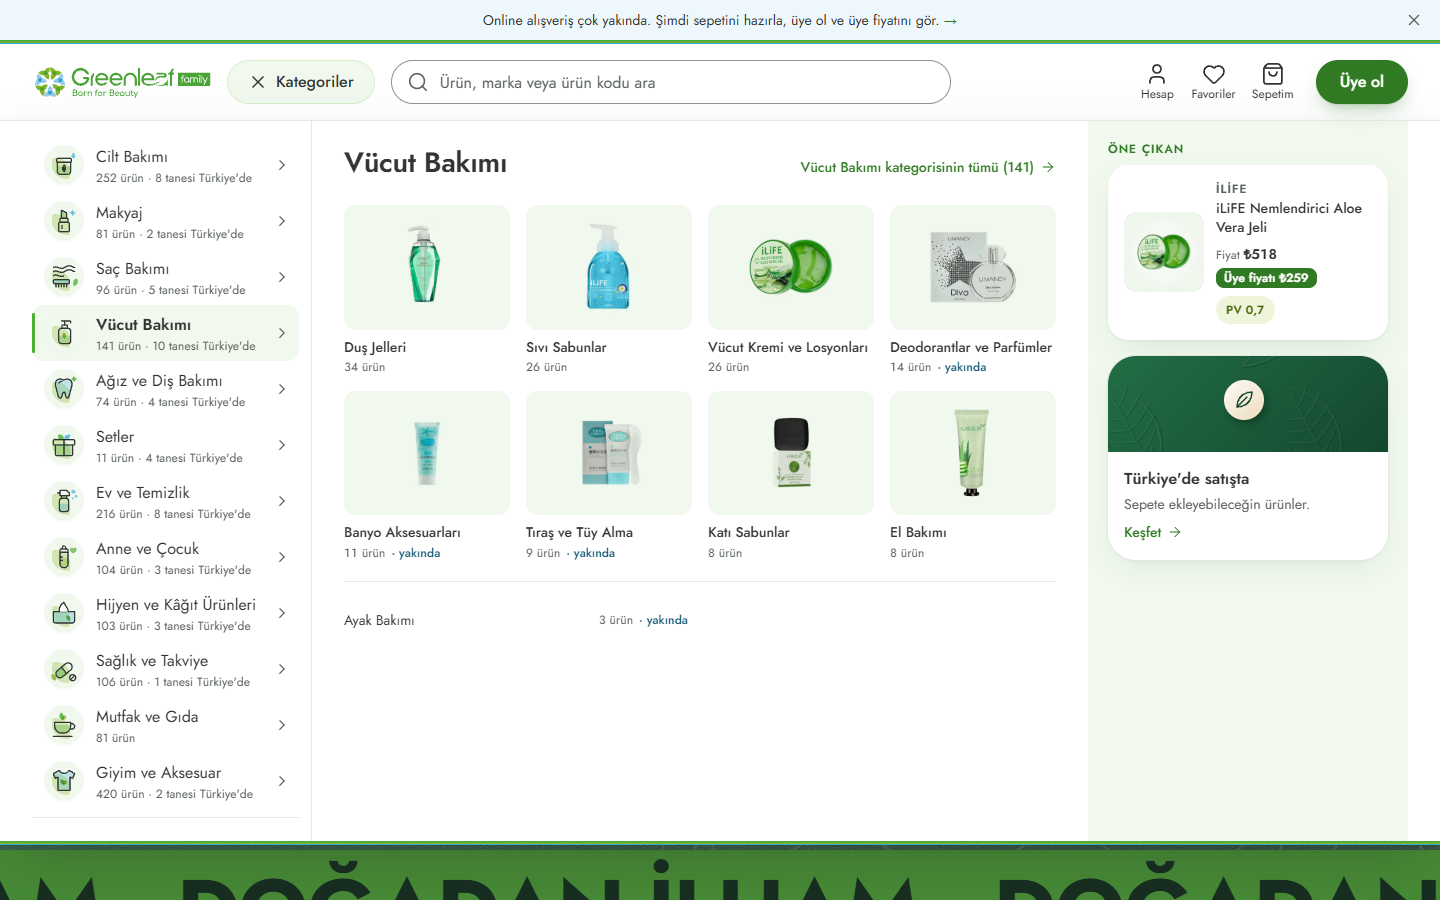 Online alışveriş çok yakında. Şimdi sepetini hazırla, üye ol ve üye fiyatını gör. →
Greenleaf family
Born for Beauty
Kategoriler
Ürün, marka veya ürün kodu ara
Hesap
Favoriler
Sepetim
Üye ol
Cilt Bakımı
252 ürün · 8 tanesi Türkiye'de
Makyaj
81 ürün · 2 tanesi Türkiye'de
Saç Bakımı
96 ürün · 5 tanesi Türkiye'de
Vücut Bakımı
141 ürün · 10 tanesi Türkiye'de
Ağız ve Diş Bakımı
74 ürün · 4 tanesi Türkiye'de
Setler
11 ürün · 4 tanesi Türkiye'de
Ev ve Temizlik
216 ürün · 8 tanesi Türkiye'de
Anne ve Çocuk
104 ürün · 3 tanesi Türkiye'de
Hijyen ve Kâğıt Ürünleri
103 ürün · 3 tanesi Türkiye'de
Sağlık ve Takviye
106 ürün · 1 tanesi Türkiye'de
Mutfak ve Gıda
81 ürün
Giyim ve Aksesuar
420 ürün · 2 tanesi Türkiye'de
Vücut Bakımı
Vücut Bakımı kategorisinin tümü (141) →
iLiFE
iLiFE
LIMANCY
LIMANCY
Diva
Duş Jelleri
34 ürün
Sıvı Sabunlar
26 ürün
Vücut Kremi ve Losyonları
26 ürün
Deodorantlar ve Parfümler
14 ürün · yakında
Banyo Aksesuarları
11 ürün · yakında
Tıraş ve Tüy Alma
9 ürün · yakında
Katı Sabunlar
8 ürün
El Bakımı
8 ürün
Ayak Bakımı
3 ürün · yakında
ÖNE ÇIKAN
iLiFE
İLİFE
iLiFE Nemlendirici Aloe
Vera Jeli
Fiyat ₺518
Üye fiyatı ₺259
PV 0,7
Türkiye'de satışta
Sepete ekleyebileceğin ürünler.
Keşfet →
DOĞADAN İLHAM